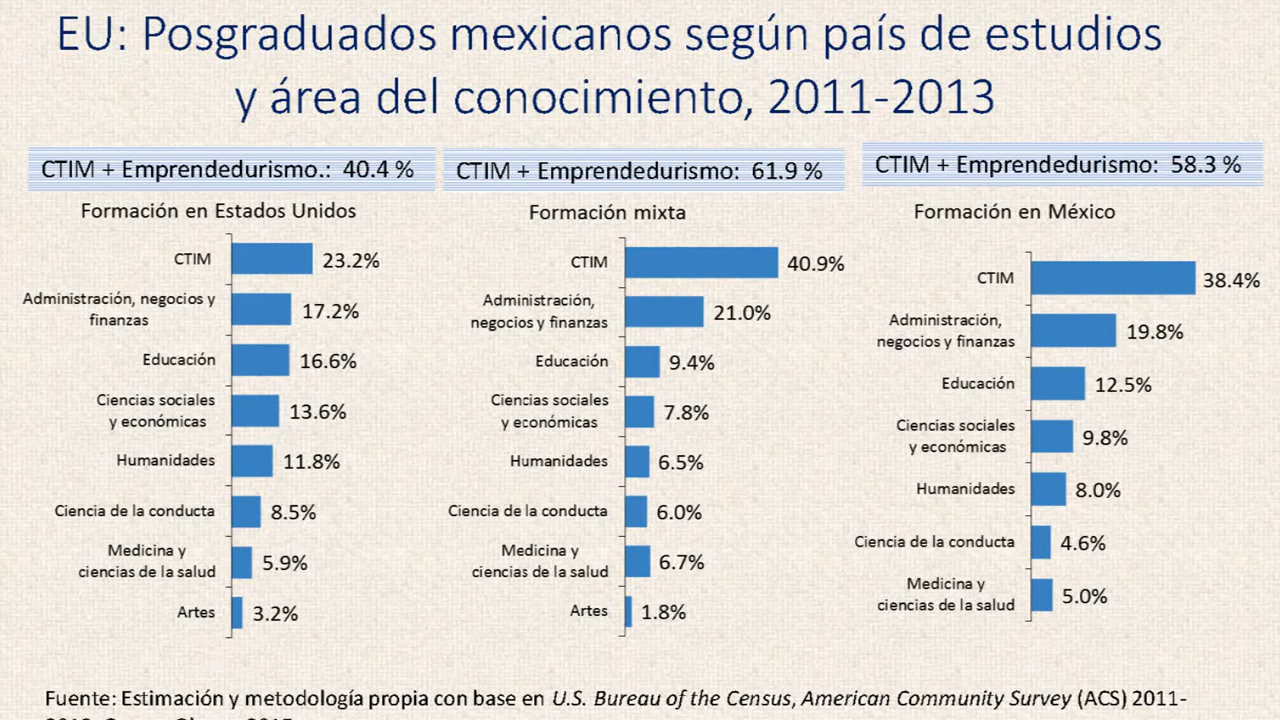 EU: Posgraduados mexicanos según país de estudios
y área del conocimiento, 2011-2013
CTIM + Emprendedurismo.: 40.4 %
Formación en Estados Unidos
CTIM 23.2%
Administración, negocios y
finanzas 17.2%
Educación 16.6%
Ciencias sociales
y económicas 13.6%
Humanidades 11.8%
Ciencia de la conducta 8.5%
Medicina y
ciencias de la salud 5.9%
Artes 3.2%
CTIM + Emprendedurismo: 61.9 %
Formación mixta
CTIM 40.9%
Administración,
negocios y finanzas 21.0%
Educación 9.4%
Ciencias sociales
y económicas 7.8%
Humanidades 6.5%
Ciencia de la conducta 6.0%
Medicina y
ciencias de la salud 6.7%
Artes 1.8%
CTIM + Emprendedurismo: 58.3 %
Formación en México
CTIM 38.4%
Administración,
negocios y finanzas 19.8%
Educación 12.5%
Ciencias sociales
y económicas 9.8%
Humanidades 8.0%
Ciencia de la conducta 4.6%
Medicina y
ciencias de la salud 5.0%
Fuente: Estimación y metodología propia con base en U.S. Bureau of the Census, American Community Survey (ACS) 2011-